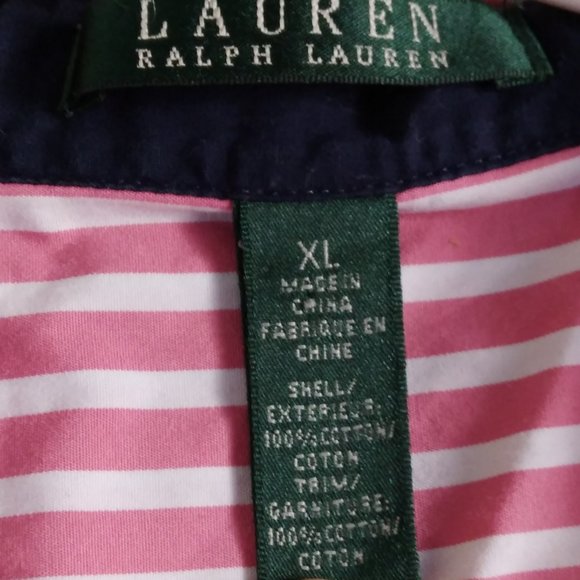 LAUREN
RALPH LAUREN
XL
MADE IN
CHINA
FABRIQUE EN
CHINE
SHELL/
EXTERIEUR:
100% COTTON/
COTON
TRIM/
GARNITURE:
100% COTTON/
COTON